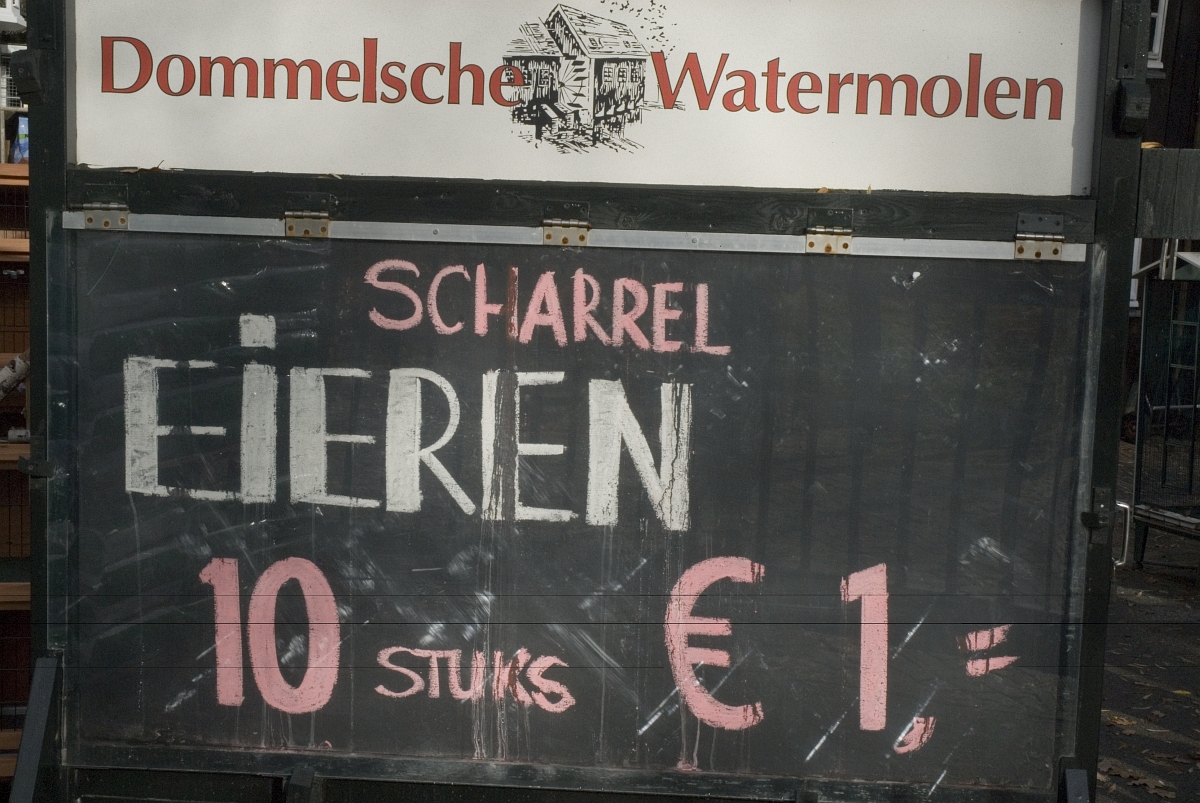 Dommelsche Watermolen
SCHARREL
EiEREN
10 STUKS € 1,=